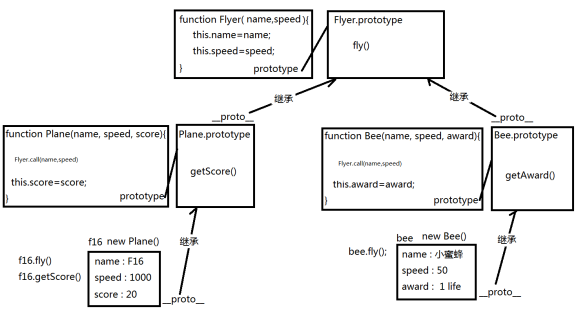 function Flyer( name,speed ){
this.name=name;
this.speed=speed;
}
prototype
Flyer.prototype
fly()
继承
继承
__proto__
__proto__
function Plane(name, speed, score){
Flyer.call(name,speed)
this.score=score;
}
prototype
Plane.prototype
getScore()
function Bee(name, speed, award){
Flyer.call(name,speed)
this.award=award;
}
prototype
Bee.prototype
getAward()
f16 new Plane()
继承
f16.fly()
f16.getScore()
name : F16
speed : 1000
score : 20
__proto__
bee new Bee()
继承
bee.fly();
name : 小蜜蜂
speed : 50
award : 1 life
__proto__